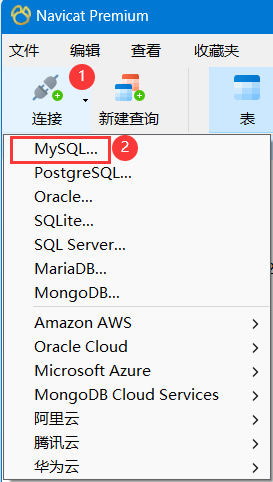 Navicat Premium
文件 编辑 查看 收藏夹
1
连接 新建查询 表
MySQL... 2
PostgreSQL...
Oracle...
SQLite...
SQL Server...
MariaDB...
MongoDB...
Amazon AWS
Oracle Cloud
Microsoft Azure
MongoDB Cloud Services
阿里云
腾讯云
华为云